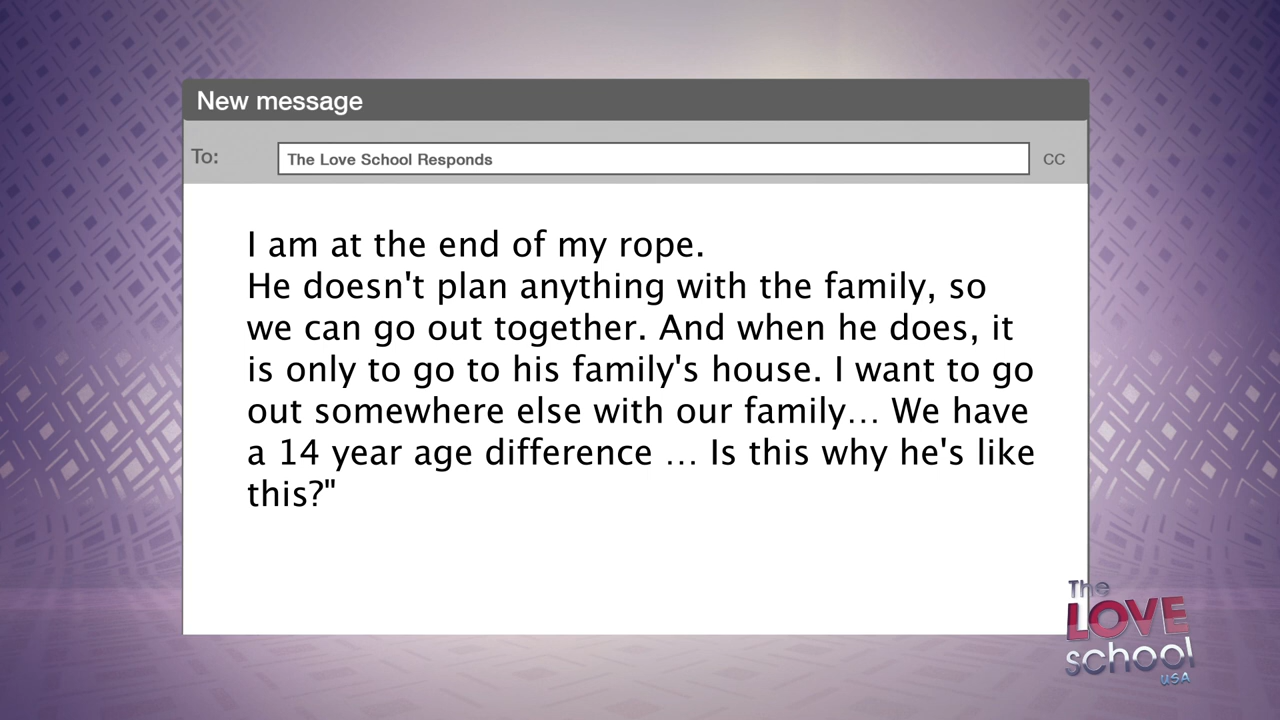 New message
To:
The Love School Responds
CC
I am at the end of my rope.
He doesn't plan anything with the family, so
we can go out together. And when he does, it
is only to go to his family's house. I want to go
out somewhere else with our family... We have
a 14 year age difference ... Is this why he's like
this?"
The
LOVE
school
USA